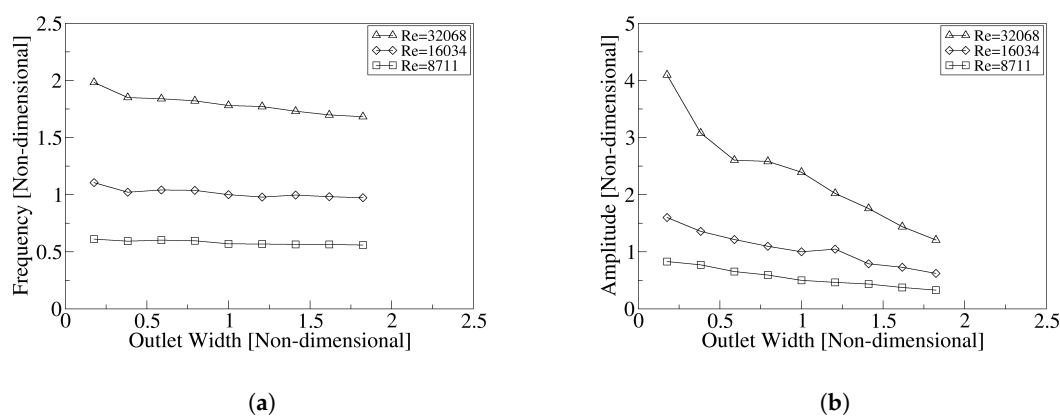 2.5
2
1.5
1
0.5
0
0
0.5
1
1.5
2
2.5
Frequency [Non-dimensional]
Outlet Width [Non-dimensional]
Re=32068
Re=16034
Re=8711
(a)
5
4
3
2
1
0
0
0.5
1
1.5
2
2.5
Amplitude [Non-dimensional]
Outlet Width [Non-dimensional]
Re=32068
Re=16034
Re=8711
(b)